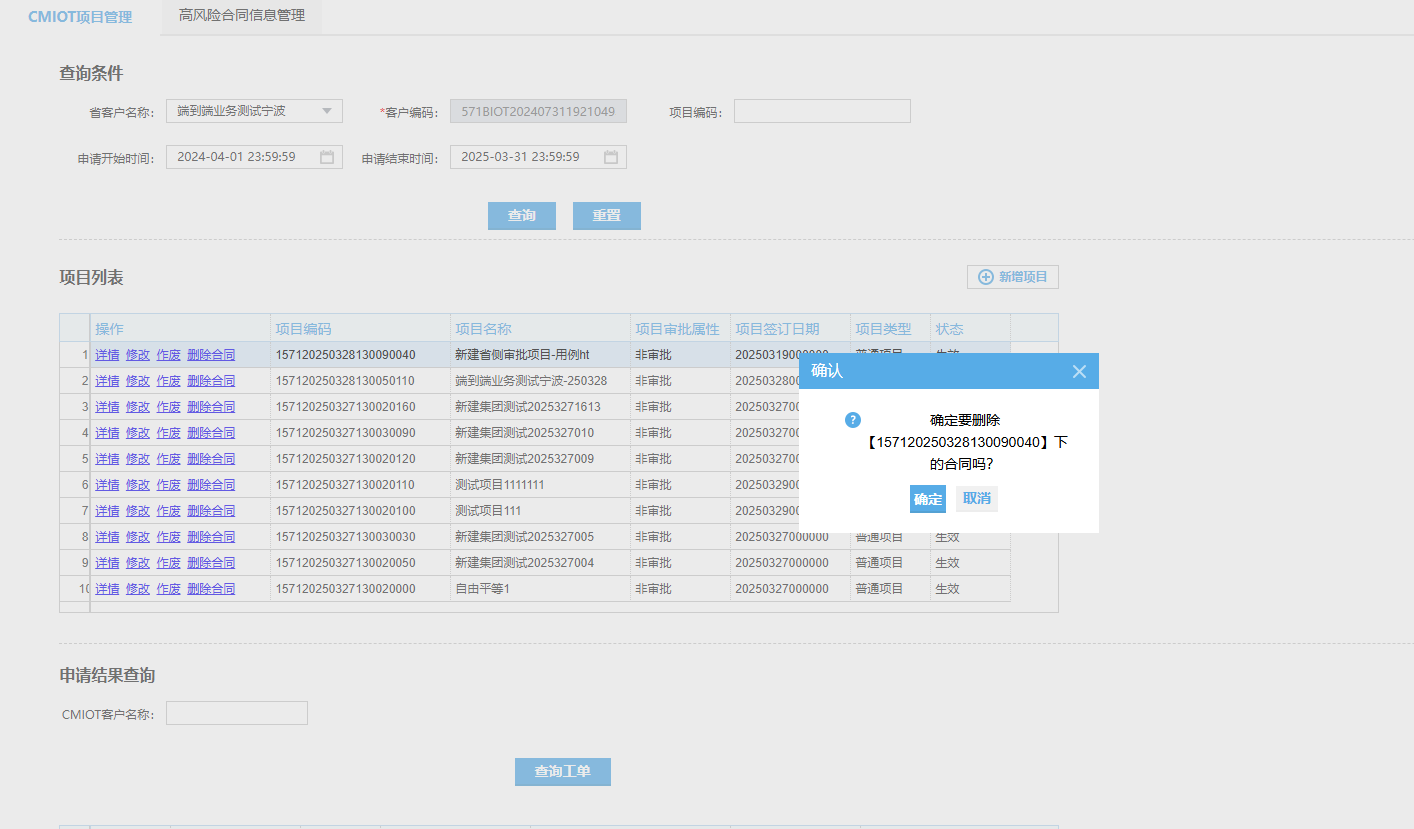 CMIOT项目管理 高风险合同信息管理
查询条件
省客户名称: 端到端业务测试宁波 *客户编码: 571BIOT202407311921049 项目编码:
申请开始时间: 2024-04-01 23:59:59 申请结束时间: 2025-03-31 23:59:59
查询 重置
项目列表 新增项目
操作 项目编码 项目名称 项目审批属性 项目签订日期 项目类型 状态
1 详情 修改 作废 删除合同 157120250328130090040 新建省侧审批项目-用例ht 非审批
2 详情 修改 作废 删除合同 157120250328130050110 端到端业务测试宁波-250328 非审批 202503280
3 详情 修改 作废 删除合同 157120250327130020160 新建集团测试20253271613 非审批 202503270
4 详情 修改 作废 删除合同 157120250327130030090 新建集团测试2025327010 非审批 202503270
5 详情 修改 作废 删除合同 157120250327130020120 新建集团测试2025327009 非审批 202503270
6 详情 修改 作废 删除合同 157120250327130020110 测试项目1111111 非审批 202503290
7 详情 修改 作废 删除合同 157120250327130020100 测试项目111 非审批 202503290
8 详情 修改 作废 删除合同 157120250327130030030 新建集团测试2025327005 非审批 20250327000000 普通项目 生效
9 详情 修改 作废 删除合同 157120250327130020050 新建集团测试2025327004 非审批 20250327000000 普通项目 生效
10 详情 修改 作废 删除合同 157120250327130020000 自由平等1 非审批 20250327000000 普通项目 生效
确认
确定要删除
【157120250328130090040】下
的合同吗?
确定 取消
申请结果查询
CMIOT客户名称:
查询工单